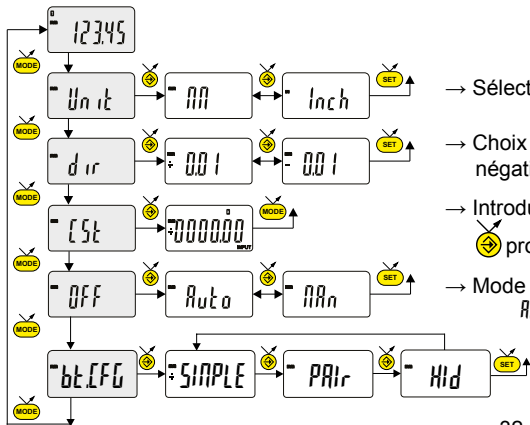 123.45
MODE
Unit MM Inch SET → Sélect
MODE
dir + 0.01 - 0.01 SET → Choix
négati
MODE
CSt +0000.00 INPUT MODE → Introdu
pro
MODE
OFF Auto MAn SET → Mode
A
MODE
bt.CFG SIMPLE PAIr HId SET
MODE